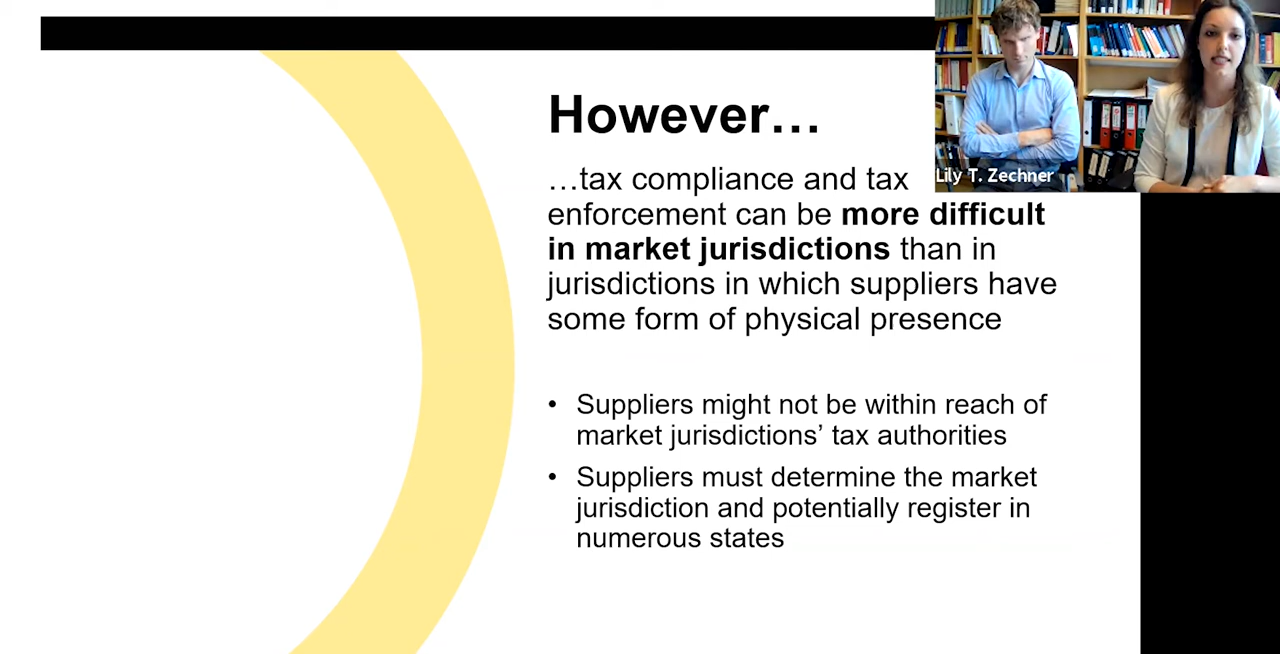 However…
…tax compliance and tax
enforcement can be more difficult
in market jurisdictions than in
jurisdictions in which suppliers have
some form of physical presence
• Suppliers might not be within reach of
market jurisdictions’ tax authorities
• Suppliers must determine the market
jurisdiction and potentially register in
numerous states
Lily T. Zechner